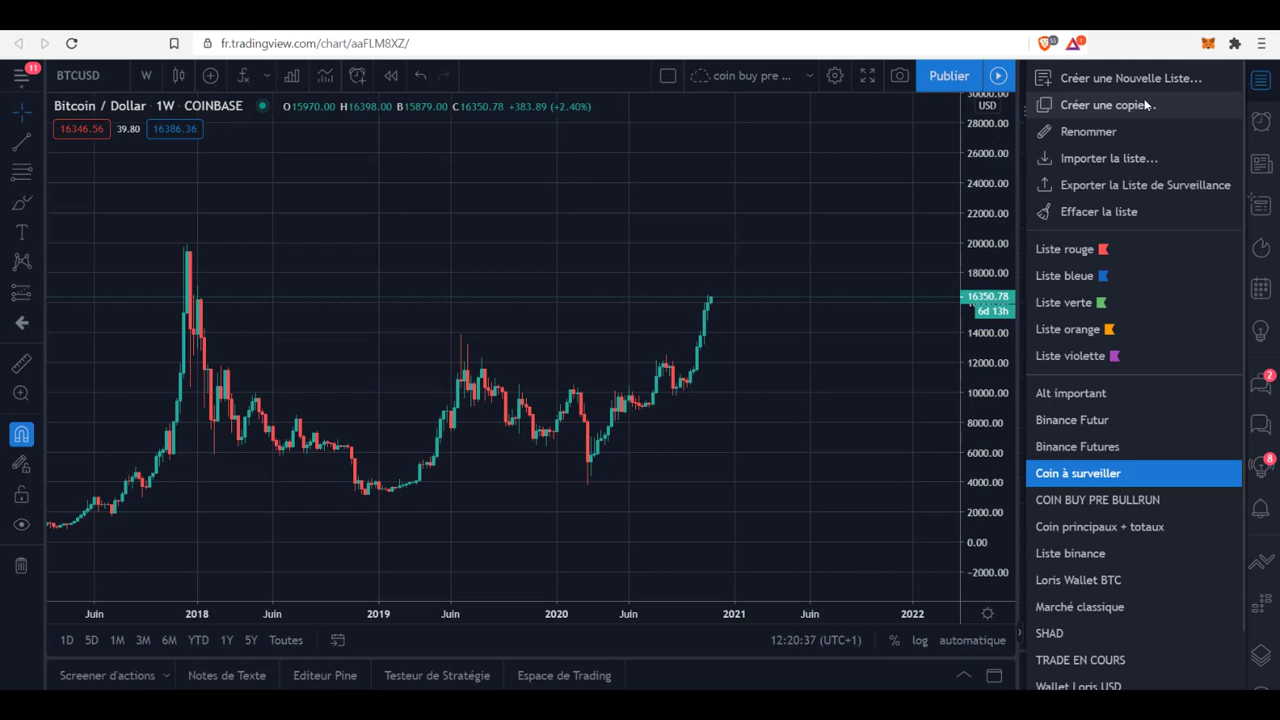 fr.tradingview.com/chart/aaFLM8XZ/
55
1
11
BTCUSD
W
coin buy pre ...
Publier
Bitcoin / Dollar · 1W · COINBASE
O15970.00 H16398.00 B15879.00 C16350.78 +383.89 (+2.40%)
16346.56
39.80
16386.36
30000.00
USD
28000.00
26000.00
24000.00
22000.00
20000.00
18000.00
16350.78
6d 13h
14000.00
12000.00
10000.00
8000.00
6000.00
4000.00
2000.00
0.00
−2000.00
Juin
2018
Juin
2019
Juin
2020
Juin
2021
Juin
2022
1D
5D
1M
3M
6M
YTD
1Y
5Y
Toutes
12:20:37 (UTC+1)
%
log
automatique
Screener d'actions
Notes de Texte
Editeur Pine
Testeur de Stratégie
Espace de Trading
Créer une Nouvelle Liste...
Créer une copie...
Renommer
Importer la liste...
Exporter la Liste de Surveillance
Effacer la liste
Liste rouge
Liste bleue
Liste verte
Liste orange
Liste violette
Alt important
Binance Futur
Binance Futures
Coin à surveiller
COIN BUY PRE BULLRUN
Coin principaux + totaux
Liste binance
Loris Wallet BTC
Marché classique
SHAD
TRADE EN COURS
Wallet Loris USD
2
8